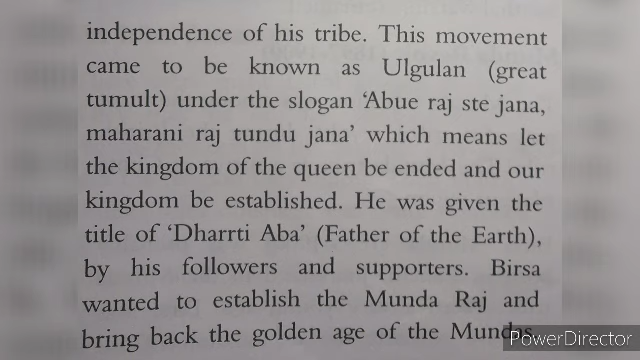 independence of his tribe. This movement
came to be known as Ulgulan (great
tumult) under the slogan ‘Abue raj ste jana,
maharani raj tundu jana’ which means let
the kingdom of the queen be ended and our
kingdom be established. He was given the
title of ‘Dharrti Aba’ (Father of the Earth),
by his followers and supporters. Birsa
wanted to establish the Munda Raj and
bring back the golden age of the Mundas.
PowerDirector